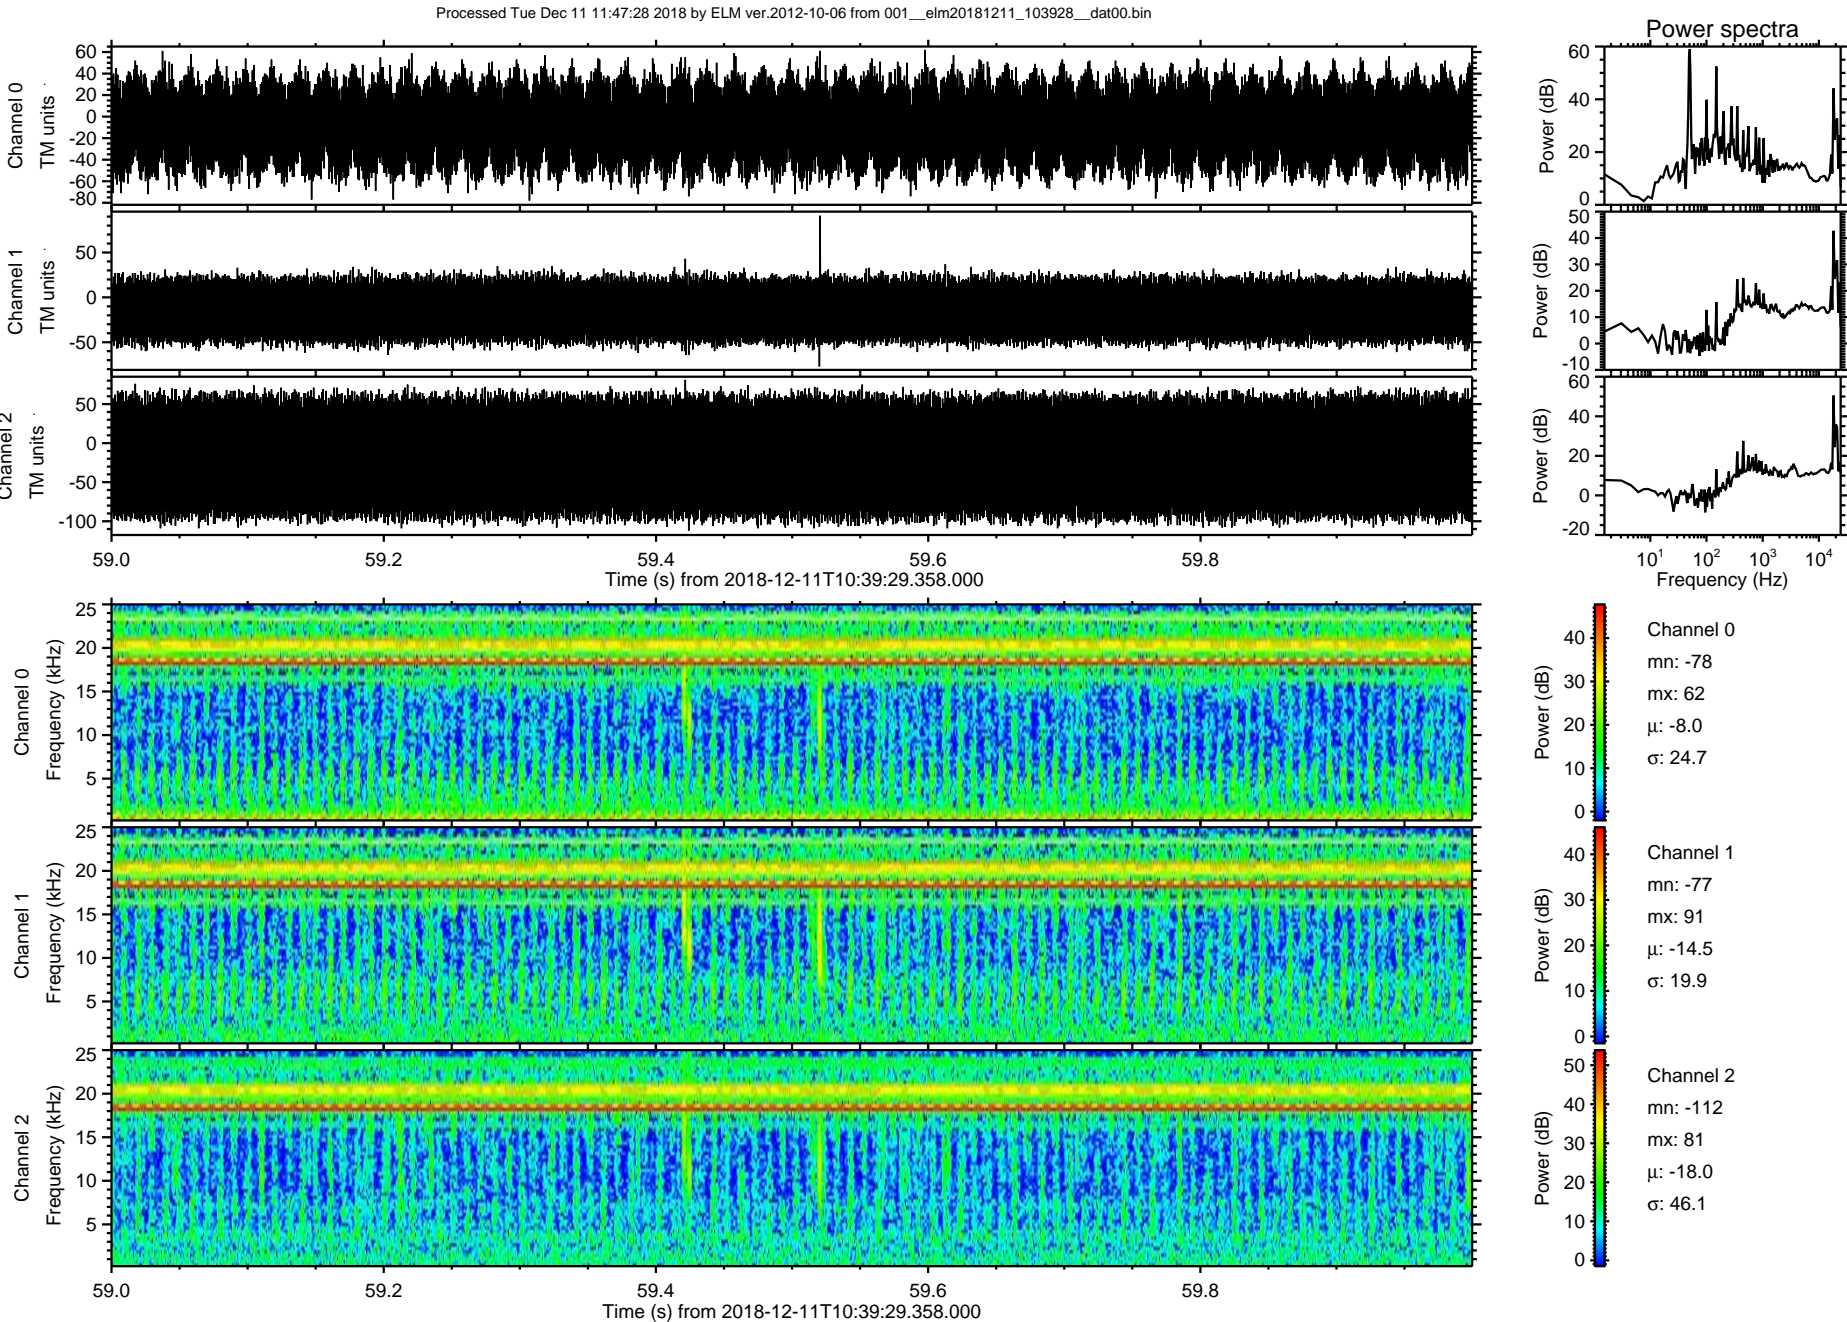 Processed Tue Dec 11 11:47:28 2018 by ELM ver.2012-10-06 from 001__elm20181211_103928__dat00.bin
Power spectra
Channel 0
TM units
60
40
20
0
-20
-40
-60
-80
Power (dB)
60
40
20
0
Channel 1
TM units
50
0
-50
Power (dB)
50
40
30
20
10
0
-10
Channel 2
TM units
50
0
-50
-100
Power (dB)
60
40
20
0
-20
59.0 59.2 59.4 59.6 59.8
Time (s) from 2018-12-11T10:39:29.358.000
10¹ 10² 10³ 10⁴
Frequency (Hz)
Channel 0
Frequency (kHz)
25
20
15
10
5
Power (dB)
40
30
20
10
0
Channel 0
mn: -78
mx: 62
μ: -8.0
σ: 24.7
Channel 1
Frequency (kHz)
25
20
15
10
5
Power (dB)
40
30
20
10
0
Channel 1
mn: -77
mx: 91
μ: -14.5
σ: 19.9
Channel 2
Frequency (kHz)
25
20
15
10
5
Power (dB)
50
40
30
20
10
0
Channel 2
mn: -112
mx: 81
μ: -18.0
σ: 46.1
59.0 59.2 59.4 59.6 59.8
Time (s) from 2018-12-11T10:39:29.358.000